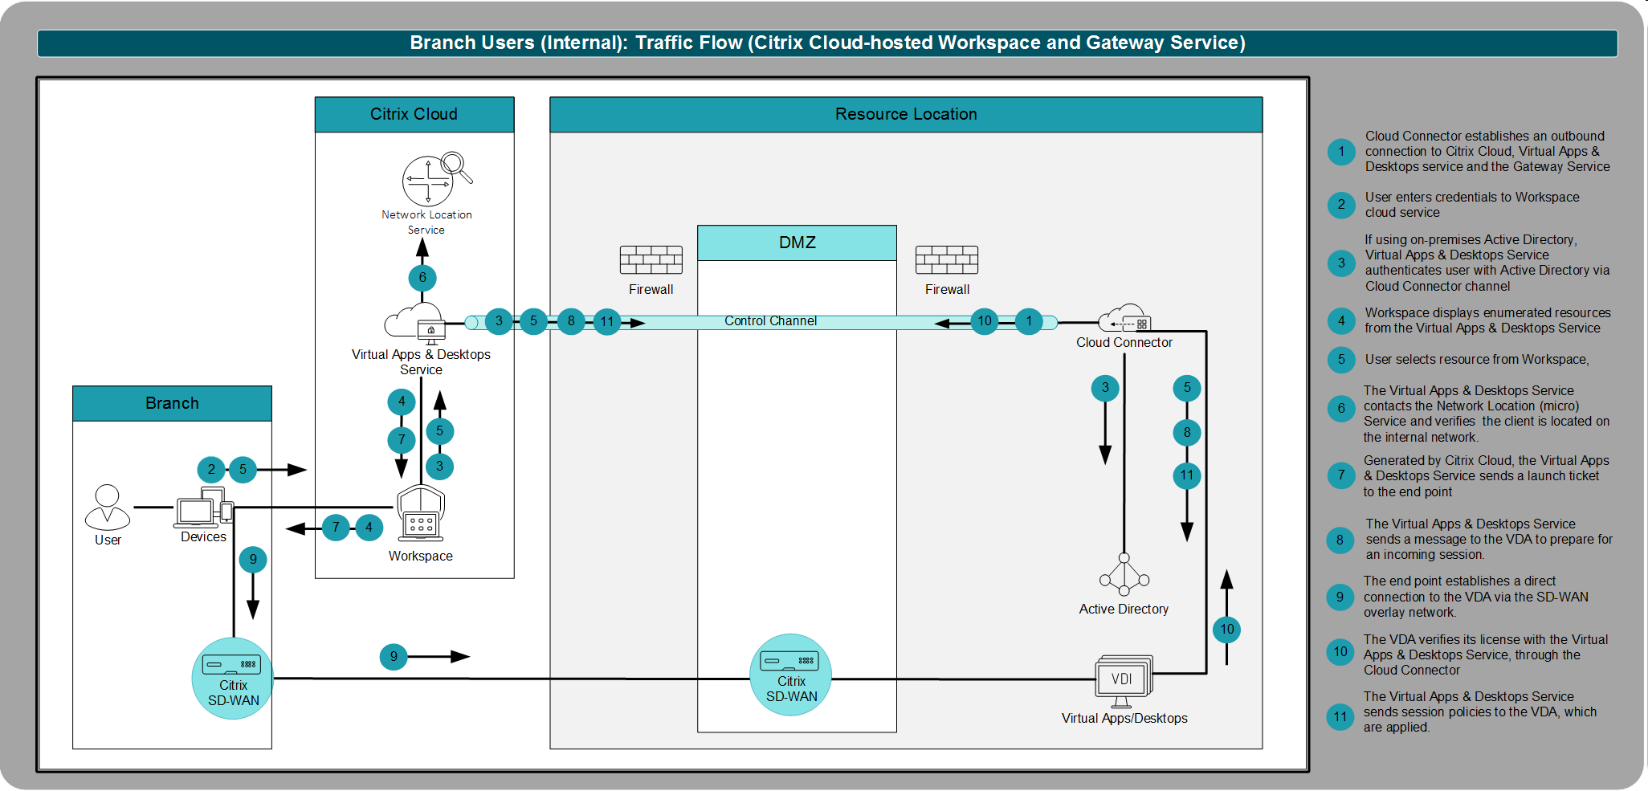 Branch Users (Internal): Traffic Flow (Citrix Cloud-hosted Workspace and Gateway Service)
Citrix Cloud
Network Location
Service
6
Virtual Apps & Desktops
Service
4
7
5
3
7
4
Workspace
Branch
2
5
User
Devices
9
Citrix
SD-WAN
9
Resource Location
DMZ
Firewall
Firewall
3
5
8
11
Control Channel
10
1
Cloud Connector
3
5
8
11
Active Directory
10
Citrix
SD-WAN
VDI
Virtual Apps/Desktops
1
Cloud Connector establishes an outbound
connection to Citrix Cloud, Virtual Apps &
Desktops service and the Gateway Service
2
User enters credentials to Workspace
cloud service
3
If using on-premises Active Directory,
Virtual Apps & Desktops Service
authenticates user with Active Directory via
Cloud Connector channel
4
Workspace displays enumerated resources
from the Virtual Apps & Desktops Service
5
User selects resource from Workspace,
6
The Virtual Apps & Desktops Service
contacts the Network Location (micro)
Service and verifies the client is located on
the internal network.
7
Generated by Citrix Cloud, the Virtual Apps
& Desktops Service sends a launch ticket
to the end point
8
The Virtual Apps & Desktops Service
sends a message to the VDA to prepare for
an incoming session.
9
The end point establishes a direct
connection to the VDA via the SD-WAN
overlay network.
10
The VDA verifies its license with the Virtual
Apps & Desktops Service, through the
Cloud Connector
11
The Virtual Apps & Desktops Service
sends session policies to the VDA, which
are applied.